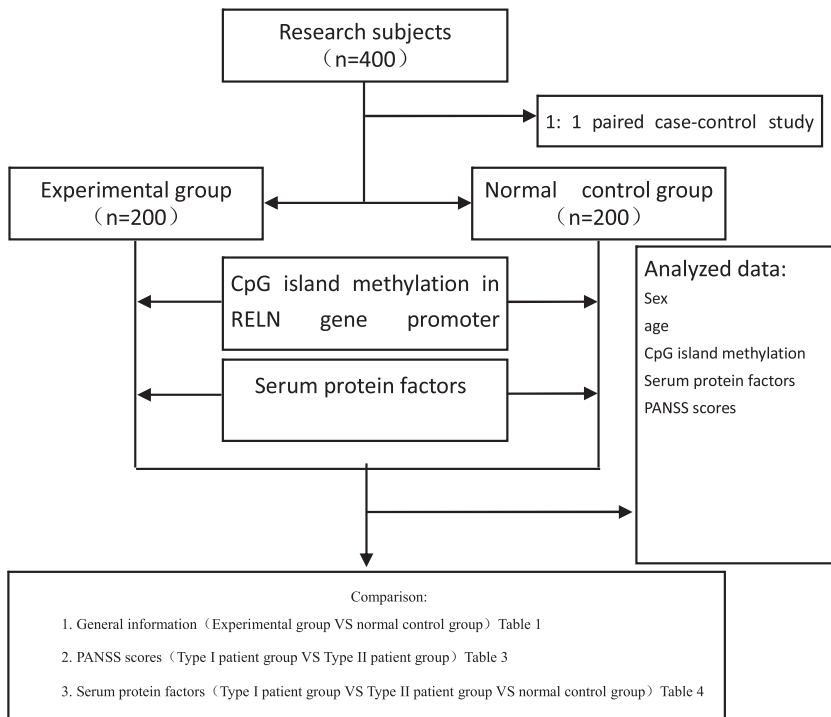 Research subjects
（n=400）
1: 1 paired case-control study
Experimental group
（n=200）
Normal control group
（n=200）
CpG island methylation in
RELN gene promoter
Serum protein factors
Analyzed data:
Sex
age
CpG island methylation
Serum protein factors
PANSS scores
Comparison:
1. General information（Experimental group VS normal control group）Table 1
2. PANSS scores（Type I patient group VS Type II patient group）Table 3
3. Serum protein factors（Type I patient group VS Type II patient group VS normal control group）Table 4